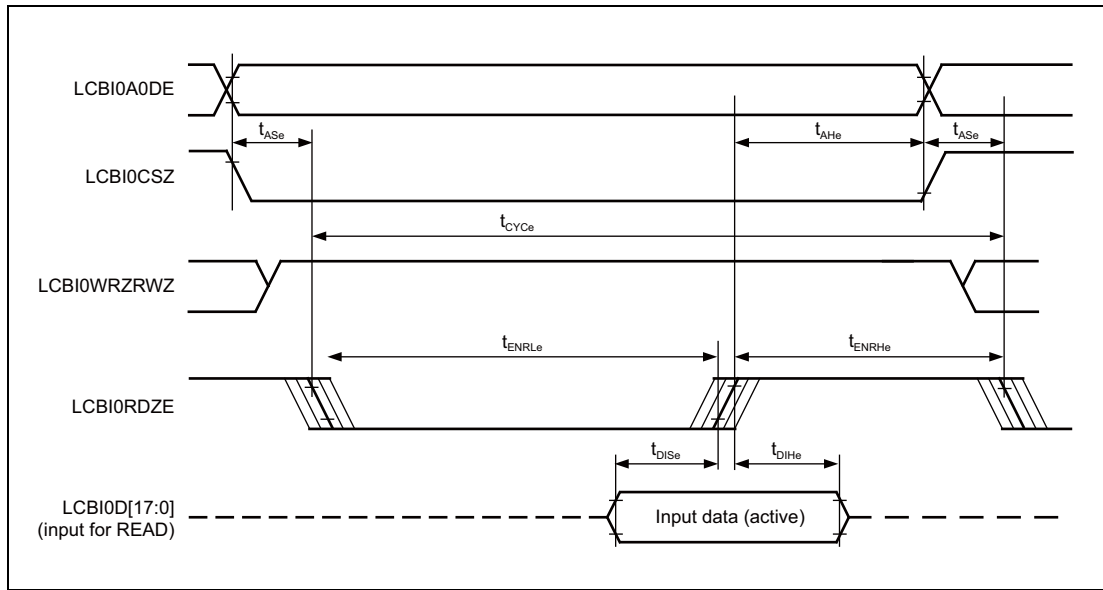 LCBI0A0DE
tASe
tAHe
tASe
LCBI0CSZ
tCYCe
LCBI0WRZRWZ
tENRLe
tENRHe
LCBI0RDZE
tDISe
tDIHe
LCBI0D[17:0]
(input for READ)
Input data (active)